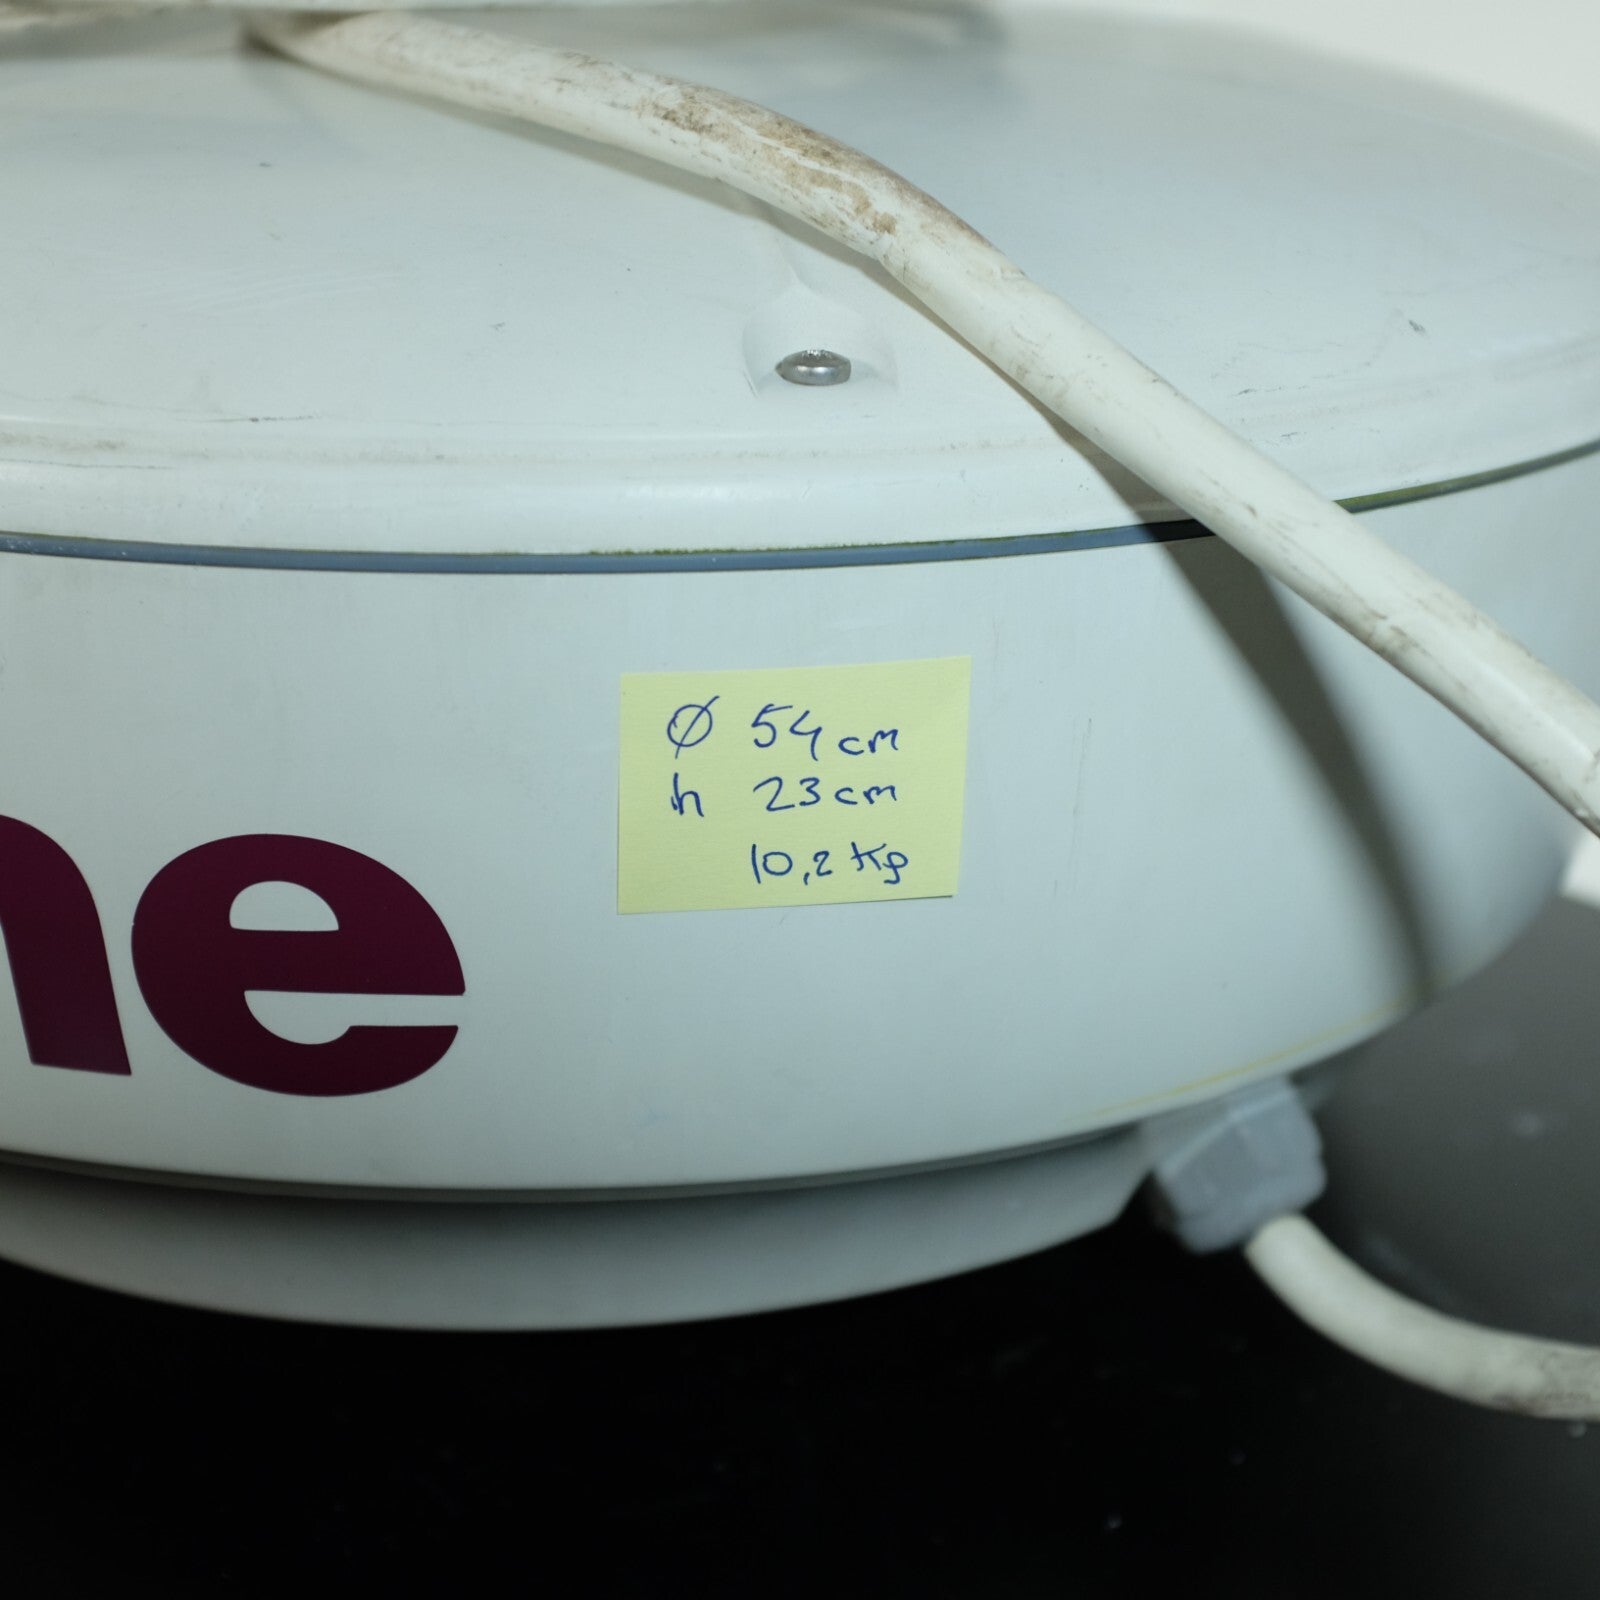 Ø 54 cm
h 23 cm
10,2 Kg
ne